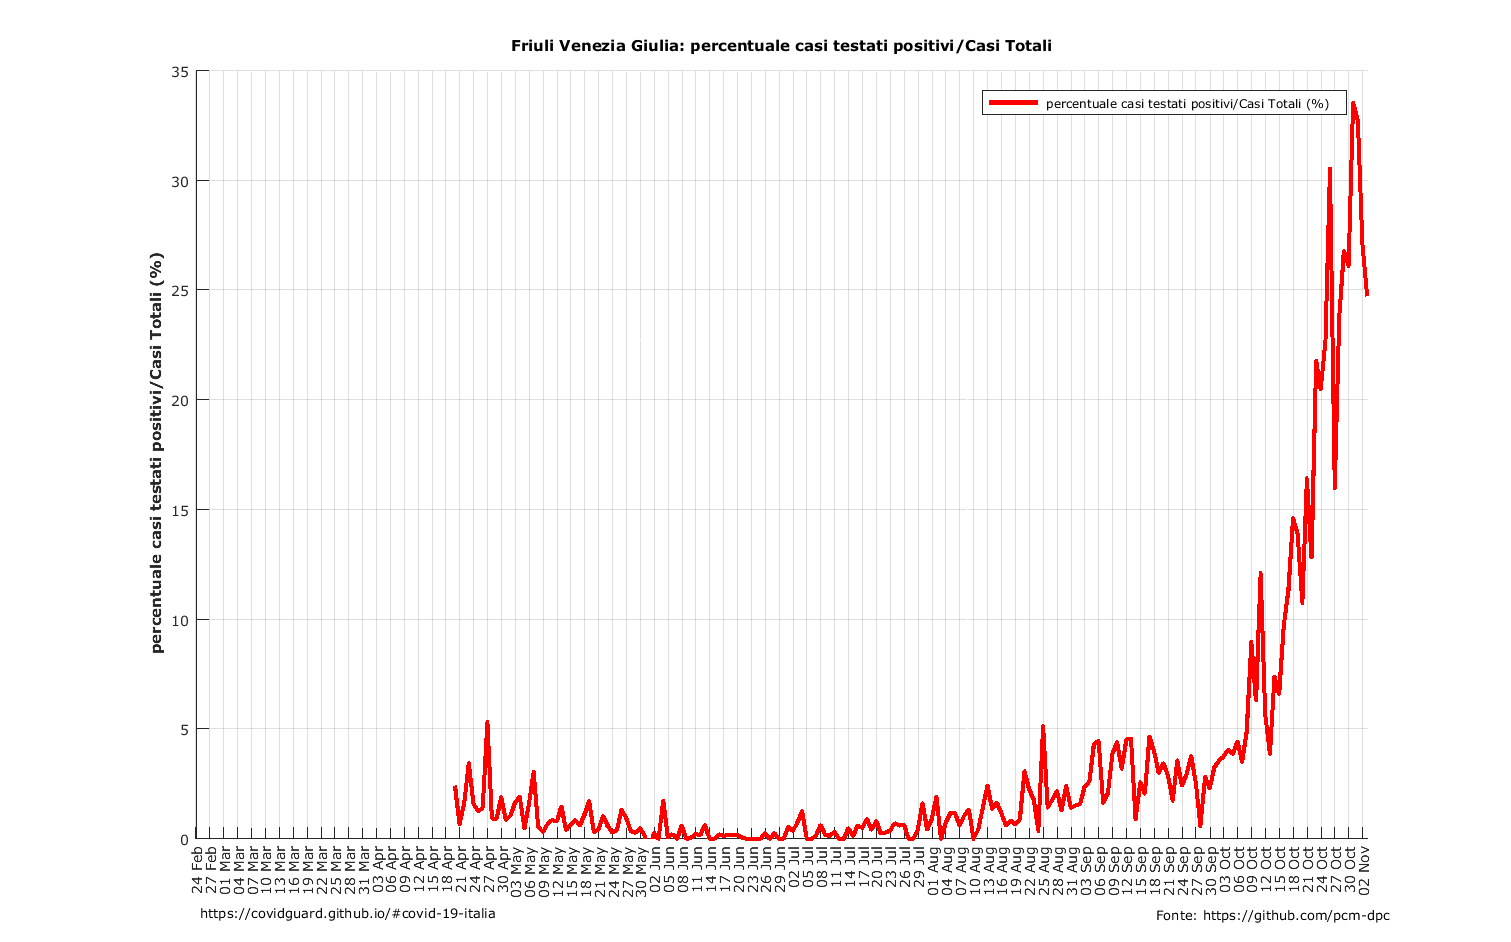 Friuli Venezia Giulia: percentuale casi testati positivi/Casi Totali
percentuale casi testati positivi/Casi Totali (%)
percentuale casi testati positivi/Casi Totali (%)
35
30
25
20
15
10
5
0
24 Feb
27 Feb
01 Mar
04 Mar
07 Mar
10 Mar
13 Mar
16 Mar
19 Mar
22 Mar
25 Mar
28 Mar
31 Mar
03 Apr
06 Apr
09 Apr
12 Apr
15 Apr
18 Apr
21 Apr
24 Apr
27 Apr
30 Apr
03 May
06 May
09 May
12 May
15 May
18 May
21 May
24 May
27 May
30 May
02 Jun
05 Jun
08 Jun
11 Jun
14 Jun
17 Jun
20 Jun
23 Jun
26 Jun
29 Jun
02 Jul
05 Jul
08 Jul
11 Jul
14 Jul
17 Jul
20 Jul
23 Jul
26 Jul
29 Jul
01 Aug
04 Aug
07 Aug
10 Aug
13 Aug
16 Aug
19 Aug
22 Aug
25 Aug
28 Aug
31 Aug
03 Sep
06 Sep
09 Sep
12 Sep
15 Sep
18 Sep
21 Sep
24 Sep
27 Sep
30 Sep
03 Oct
06 Oct
09 Oct
12 Oct
15 Oct
18 Oct
21 Oct
24 Oct
27 Oct
30 Oct
02 Nov
https://covidguard.github.io/#covid-19-italia
Fonte: https://github.com/pcm-dpc